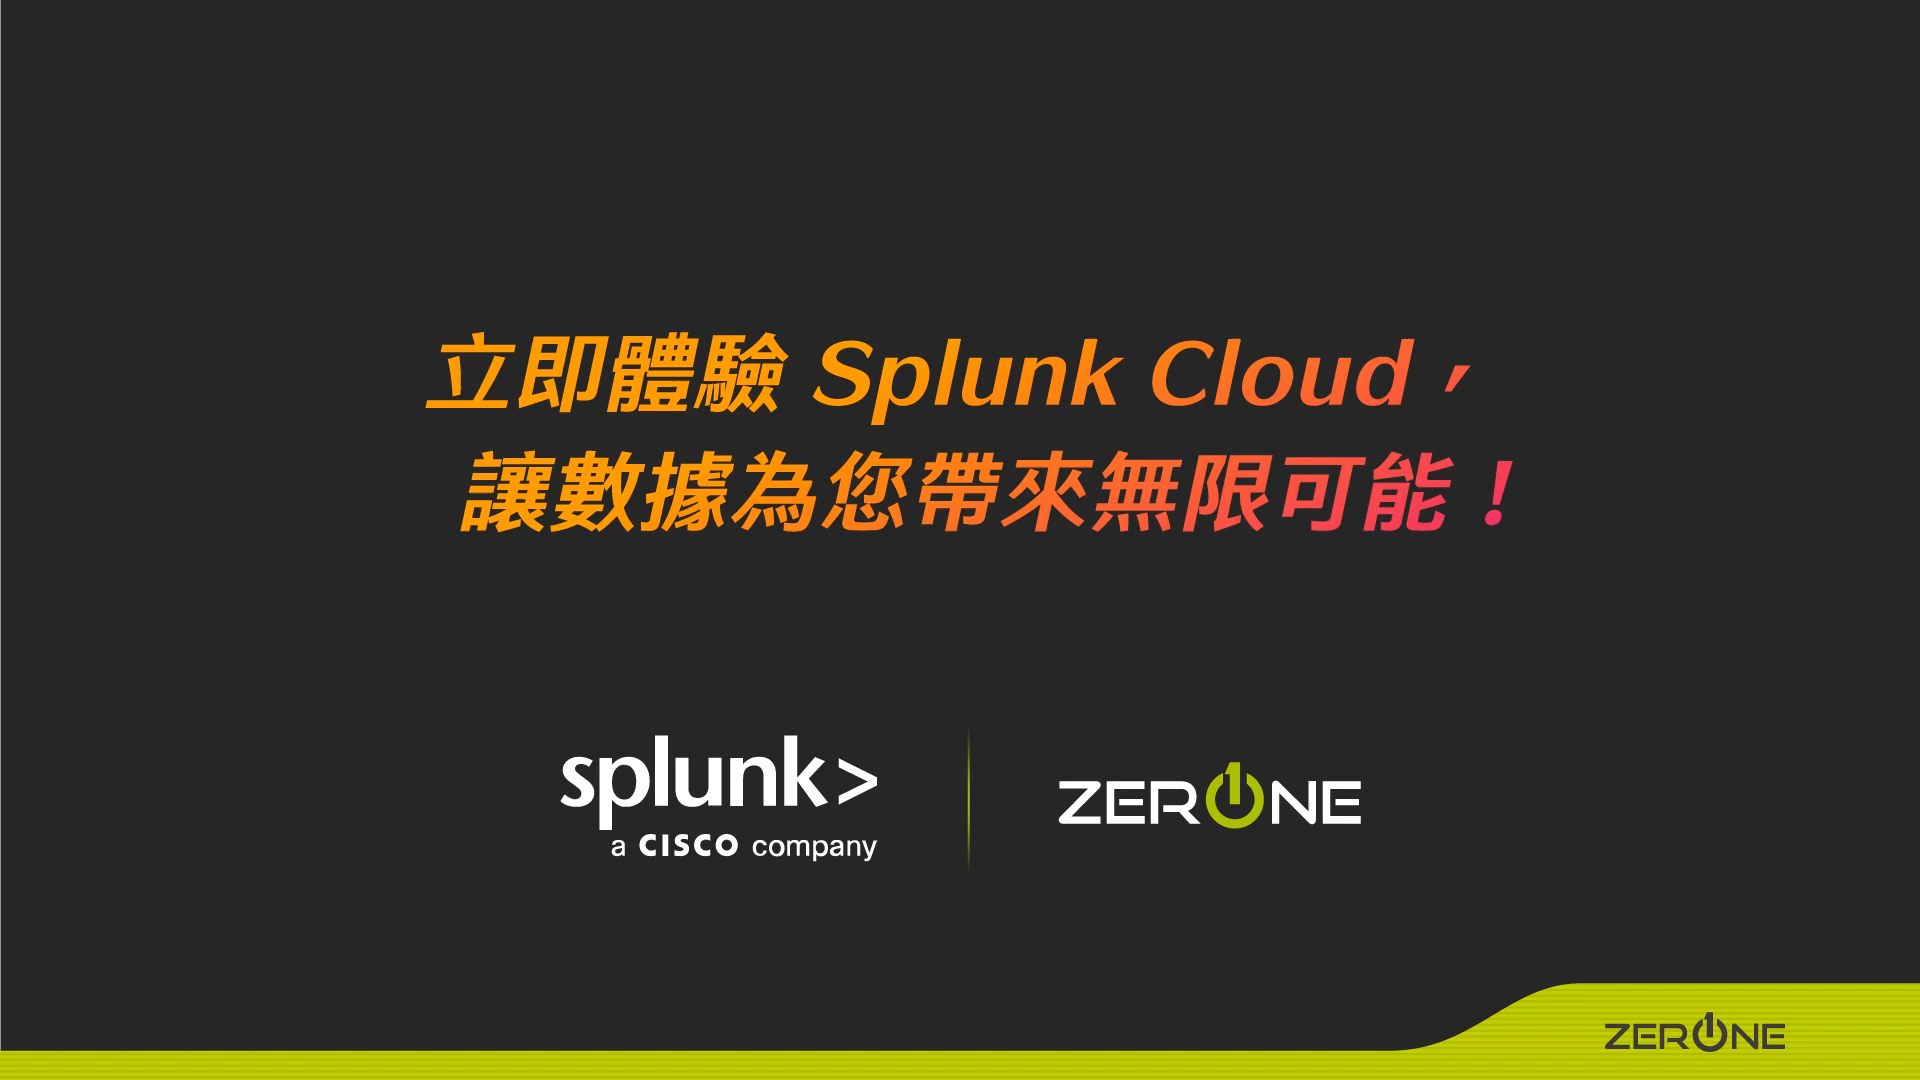 立即體驗 Splunk Cloud，
讓數據為您帶來無限可能！
splunk>
a CISCO company
ZERONE
ZERONE